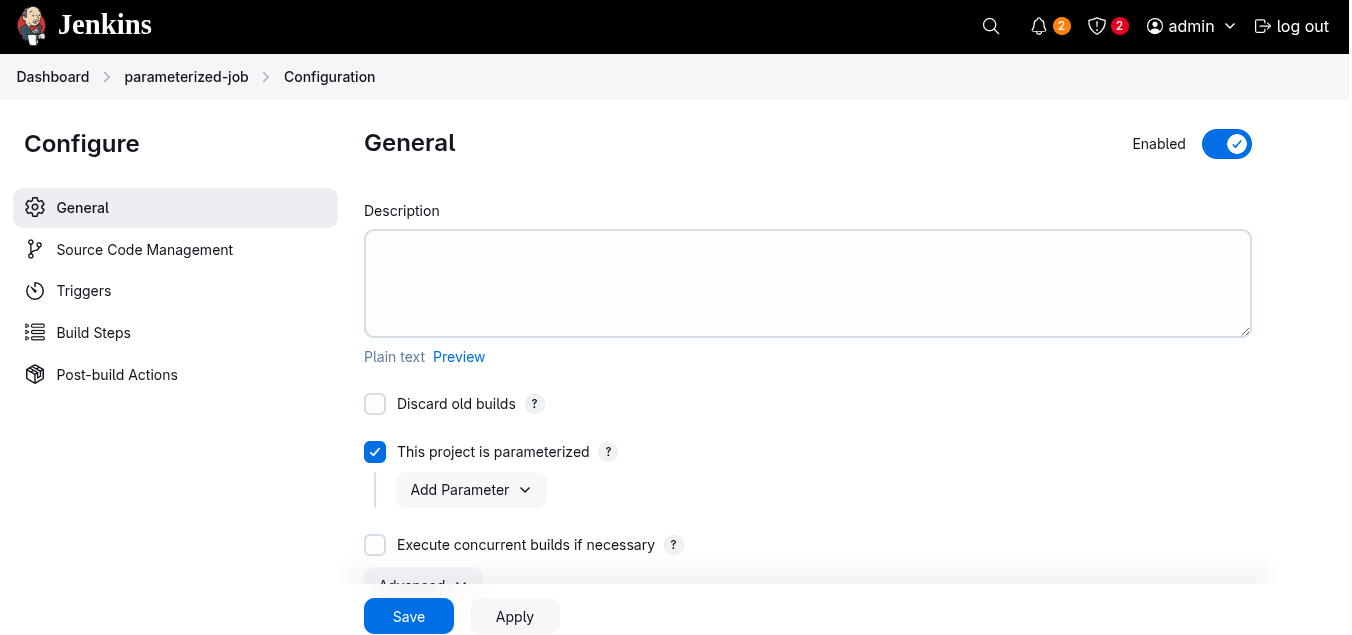 Jenkins
2
2
admin
log out
Dashboard
parameterized-job
Configuration
Configure
General
Source Code Management
Triggers
Build Steps
Post-build Actions
General
Enabled
Description
Plain text Preview
Discard old builds ?
This project is parameterized ?
Add Parameter
Execute concurrent builds if necessary ?
Advanced
Save
Apply